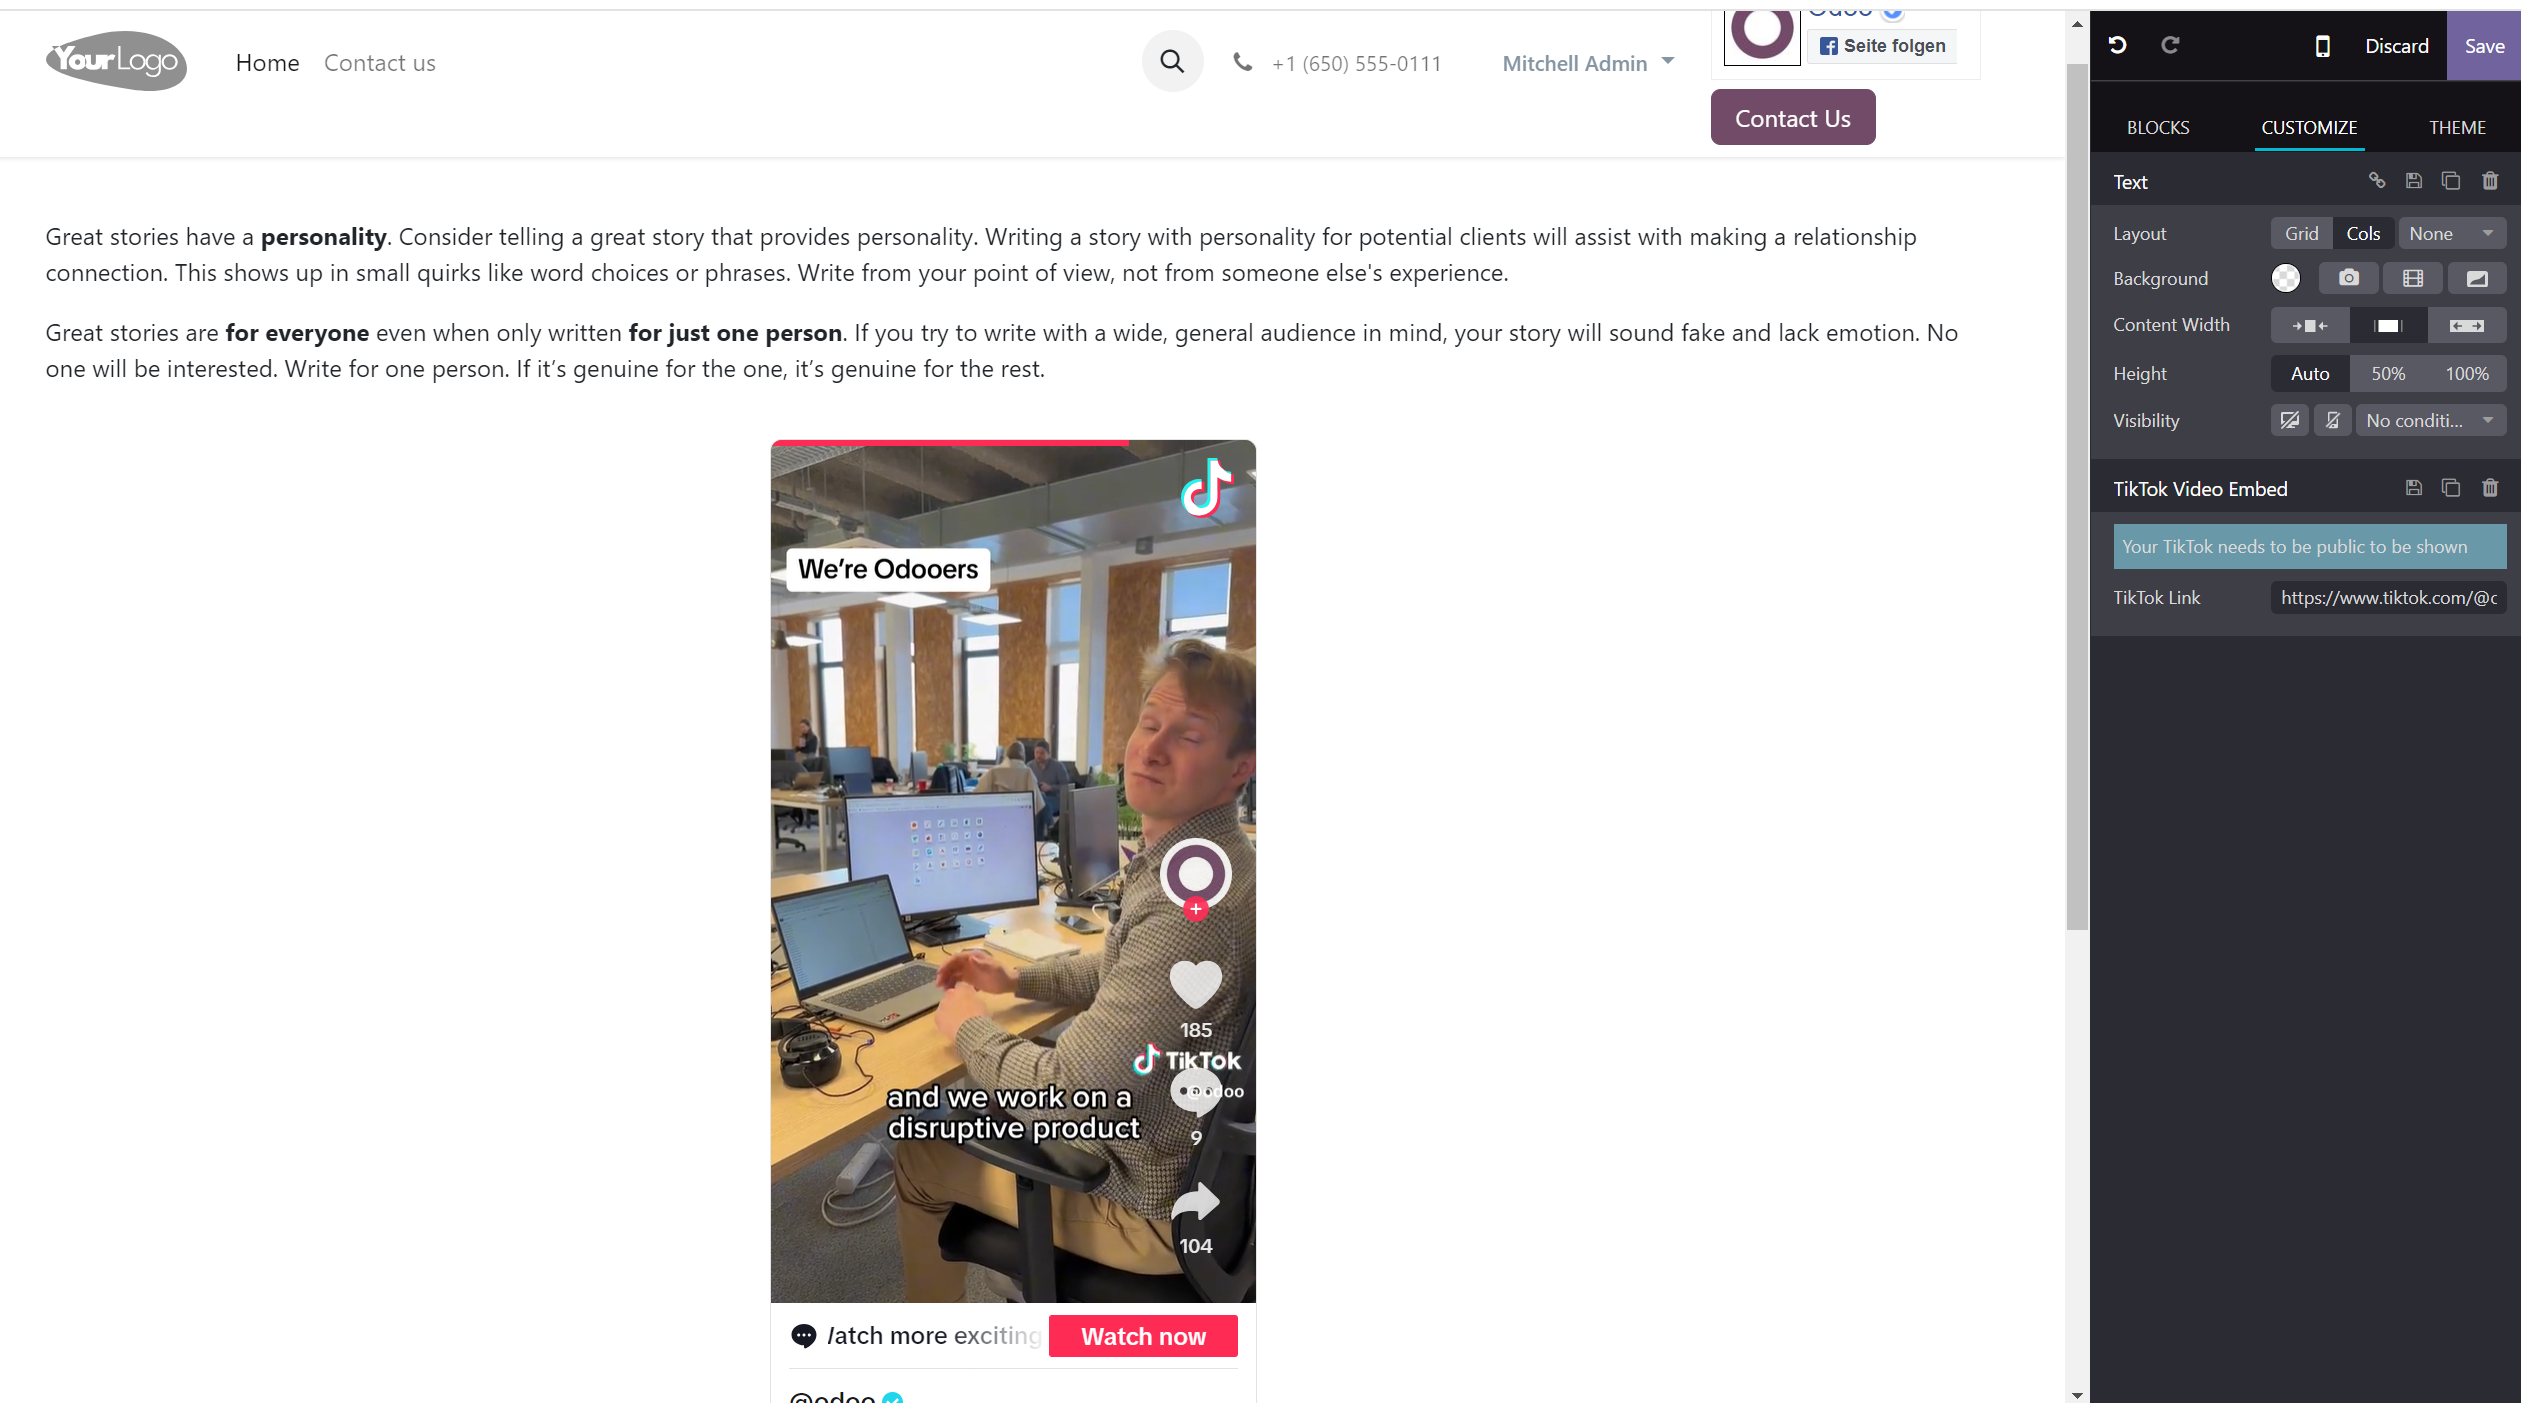 YourLogo
Home
Contact us
+1 (650) 555-0111
Mitchell Admin
Odoo
Seite folgen
Contact Us
Great stories have a personality. Consider telling a great story that provides personality. Writing a story with personality for potential clients will assist with making a relationship
connection. This shows up in small quirks like word choices or phrases. Write from your point of view, not from someone else's experience.
Great stories are for everyone even when only written for just one person. If you try to write with a wide, general audience in mind, your story will sound fake and lack emotion. No
one will be interested. Write for one person. If it’s genuine for the one, it’s genuine for the rest.
We’re Odooers
185
TikTok
@odoo
and we work on a
disruptive product
9
104
/atch more exciting
Watch now
@odoo
Discard
Save
BLOCKS
CUSTOMIZE
THEME
Text
Layout
Grid
Cols
None
Background
Content Width
Height
Auto
50%
100%
Visibility
No conditi...
TikTok Video Embed
Your TikTok needs to be public to be shown
TikTok Link
https://www.tiktok.com/@c